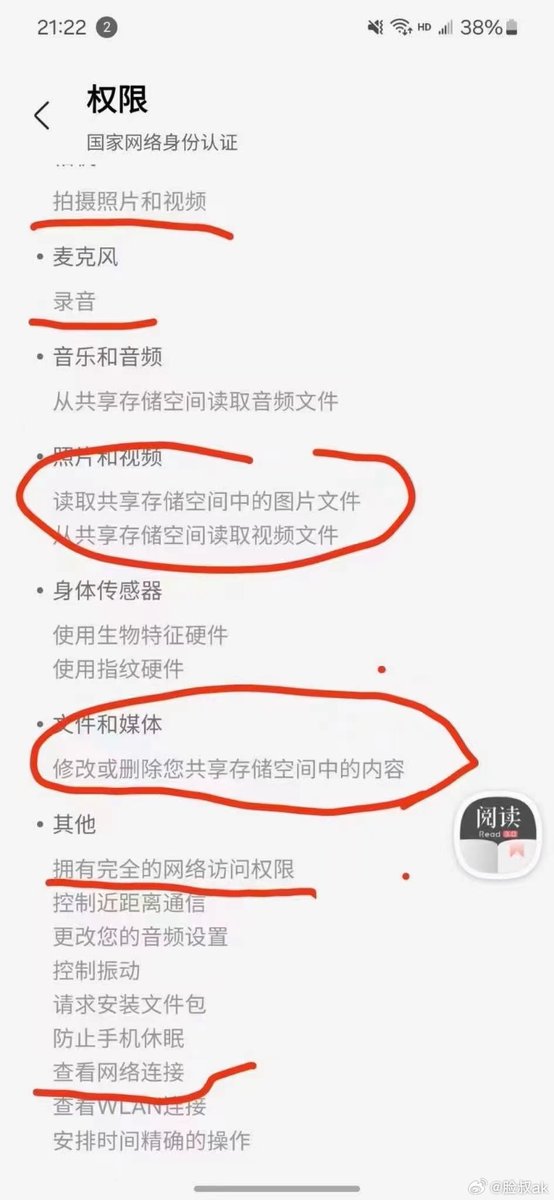 21:22 2 HD 38%
权限
国家网络身份认证
拍摄照片和视频
• 麦克风
录音
• 音乐和音频
从共享存储空间读取音频文件
• 照片和视频
读取共享存储空间中的图片文件
从共享存储空间读取视频文件
• 身体传感器
使用生物特征硬件
使用指纹硬件
• 文件和媒体
修改或删除您共享存储空间中的内容
• 其他
阅读
Read 3.0
拥有完全的网络访问权限
控制近距离通信
更改您的音频设置
控制振动
请求安装文件包
防止手机休眠
查看网络连接
查看WLAN连接
安排时间精确的操作
@脸叔ak